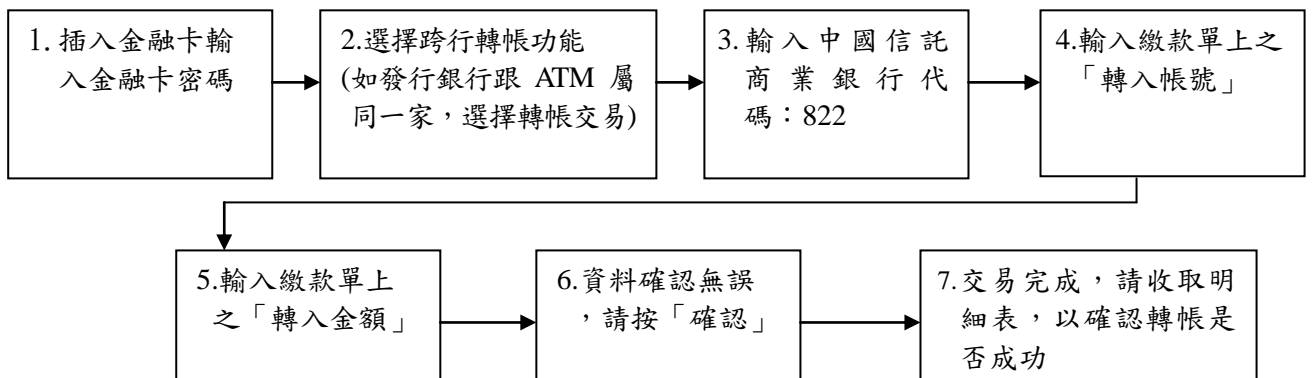 1. 插入金融卡輸
入金融卡密碼
2.選擇跨行轉帳功能
(如發行銀行跟 ATM 屬
同一家，選擇轉帳交易)
3. 輸入中國信託
商業銀行代
碼：822
4.輸入繳款單上之
「轉入帳號」
5.輸入繳款單上
之「轉入金額」
6.資料確認無誤
，請按「確認」
7.交易完成，請收取明
細表，以確認轉帳是
否成功